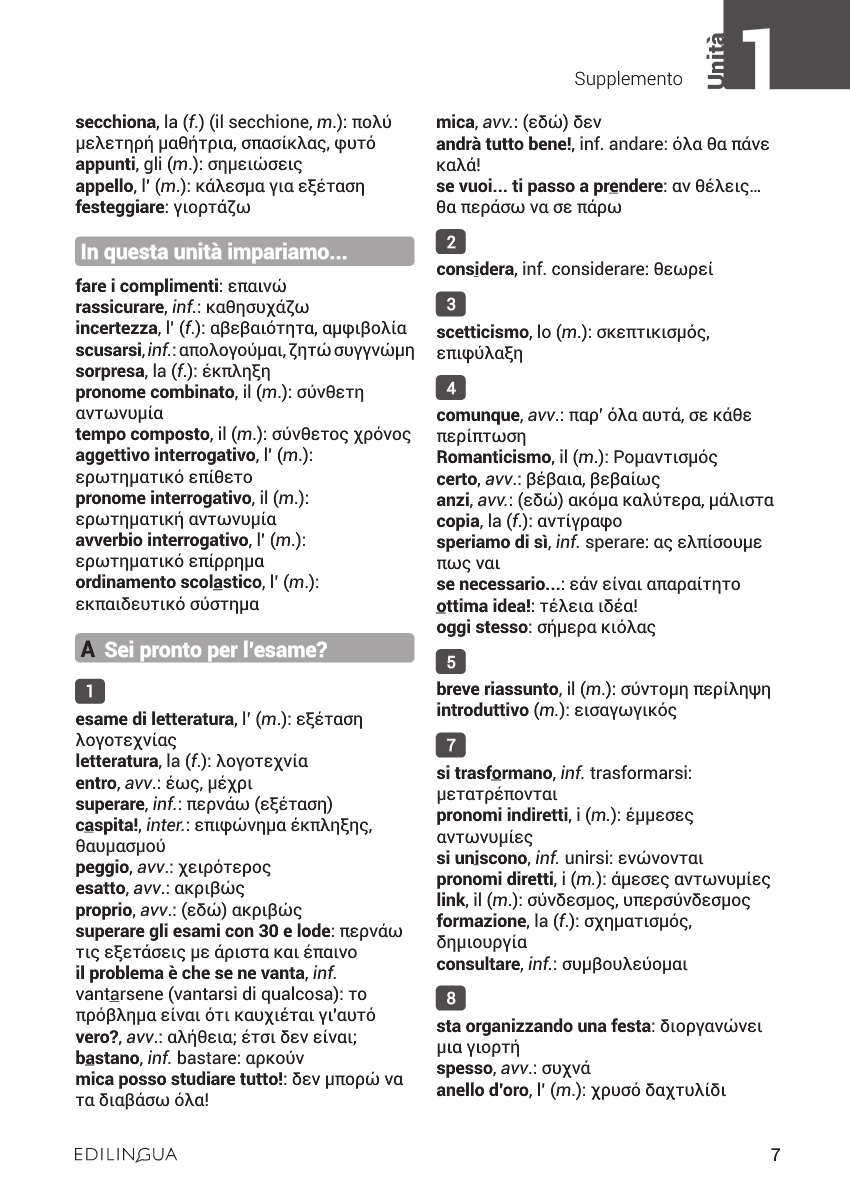 Supplemento
Unità 1
secchiona, la (f.) (il secchione, m.): πολύ
μελετηρή μαθήτρια, σπασίκλας, φυτό
appunti, gli (m.): σημειώσεις
appello, l' (m.): κάλεσμα για εξέταση
festeggiare: γιορτάζω
In questa unità impariamo...
fare i complimenti: επαινώ
rassicurare, inf.: καθησυχάζω
incertezza, l' (f.): αβεβαιότητα, αμφιβολία
scusarsi, inf.: απολογούμαι, ζητώ συγγνώμη
sorpresa, la (f.): έκπληξη
pronome combinato, il (m.): σύνθετη
αντωνυμία
tempo composto, il (m.): σύνθετος χρόνος
aggettivo interrogativo, l' (m.):
ερωτηματικό επίθετο
pronome interrogativo, il (m.):
ερωτηματική αντωνυμία
avverbio interrogativo, l' (m.):
ερωτηματικό επίρρημα
ordinamento scolastico, l' (m.):
εκπαιδευτικό σύστημα
A Sei pronto per l'esame?
1
esame di letteratura, l' (m.): εξέταση
λογοτεχνίας
letteratura, la (f.): λογοτεχνία
entro, avv.: έως, μέχρι
superare, inf.: περνάω (εξέταση)
caspita!, inter.: επιφώνημα έκπληξης,
θαυμασμού
peggio, avv.: χειρότερος
esatto, avv.: ακριβώς
proprio, avv.: (εδώ) ακριβώς
superare gli esami con 30 e lode: περνάω
τις εξετάσεις με άριστα και έπαινο
il problema è che se ne vanta, inf.
vantarsene (vantarsi di qualcosa): το
πρόβλημα είναι ότι καυχιέται γι'αυτό
vero?, avv.: αλήθεια; έτσι δεν είναι;
bastano, inf. bastare: αρκούν
mica posso studiare tutto!: δεν μπορώ να
τα διαβάσω όλα!
mica, avv.: (εδώ) δεν
andrà tutto bene!, inf. andare: όλα θα πάνε
καλά!
se vuoi... ti passo a prendere: αν θέλεις...
θα περάσω να σε πάρω
2
considera, inf. considerare: θεωρεί
3
scetticismo, lo (m.): σκεπτικισμός,
επιφύλαξη
4
comunque, avv.: παρ' όλα αυτά, σε κάθε
περίπτωση
Romanticismo, il (m.): Ρομαντισμός
certo, avv.: βέβαια, βεβαίως
anzi, avv.: (εδώ) ακόμα καλύτερα, μάλιστα
copia, la (f.): αντίγραφο
speriamo di sì, inf. sperare: ας ελπίσουμε
πως ναι
se necessario...: εάν είναι απαραίτητο
ottima idea!: τέλεια ιδέα!
oggi stesso: σήμερα κιόλας
5
breve riassunto, il (m.): σύντομη περίληψη
introduttivo (m.): εισαγωγικός
7
si trasformano, inf. trasformarsi:
μετατρέπονται
pronomi indiretti, i (m.): έμμεσες
αντωνυμίες
si uniscono, inf. unirsi: ενώνονται
pronomi diretti, i (m.): άμεσες αντωνυμίες
link, il (m.): σύνδεσμος, υπερσύνδεσμος
formazione, la (f.): σχηματισμός,
δημιουργία
consultare, inf.: συμβουλεύομαι
8
sta organizzando una festa: διοργανώνει
μια γιορτή
spesso, avv.: συχνά
anello d'oro, l' (m.): χρυσό δαχτυλίδι
EDILINGUA
7